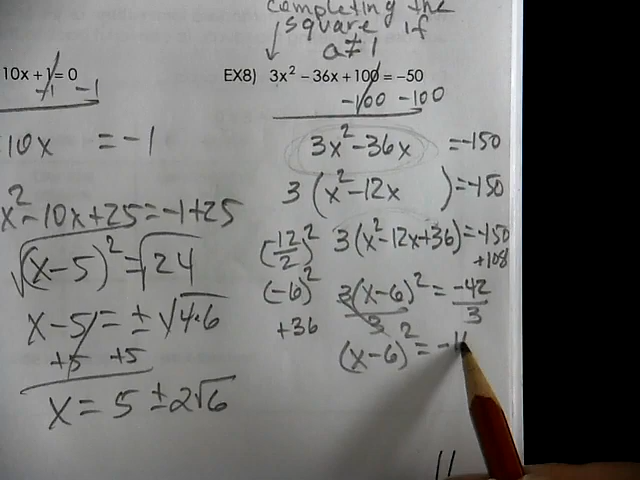 completing the
square if
a≠1
10x+1=0
-1 -1
10x = -1
x²-10x+25=-1+25
√(x-5)²=√24
x-5=±√4·6
+5 +5
x=5±2√6
EX8) 3x² - 36x + 100 = -50
-100 -100
3x²-36x =-150
3(x²-12x )=-150
(12/2)² 3(x²-12x+36)=-150
+108
(-6)² 3(x-6)²=-42
3 3
+36 (x-6)²=-1